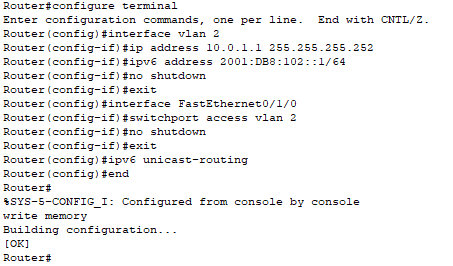 Router#configure terminal
Enter configuration commands, one per line.  End with CNTL/Z.
Router(config)#interface vlan 2
Router(config-if)#ip address 10.0.1.1 255.255.255.252
Router(config-if)#ipv6 address 2001:DB8:102::1/64
Router(config-if)#no shutdown
Router(config-if)#exit
Router(config)#interface FastEthernet0/1/0
Router(config-if)#switchport access vlan 2
Router(config-if)#no shutdown
Router(config-if)#exit
Router(config)#ipv6 unicast-routing
Router(config)#end
Router#
%SYS-5-CONFIG_I: Configured from console by console
write memory
Building configuration...
[OK]
Router#